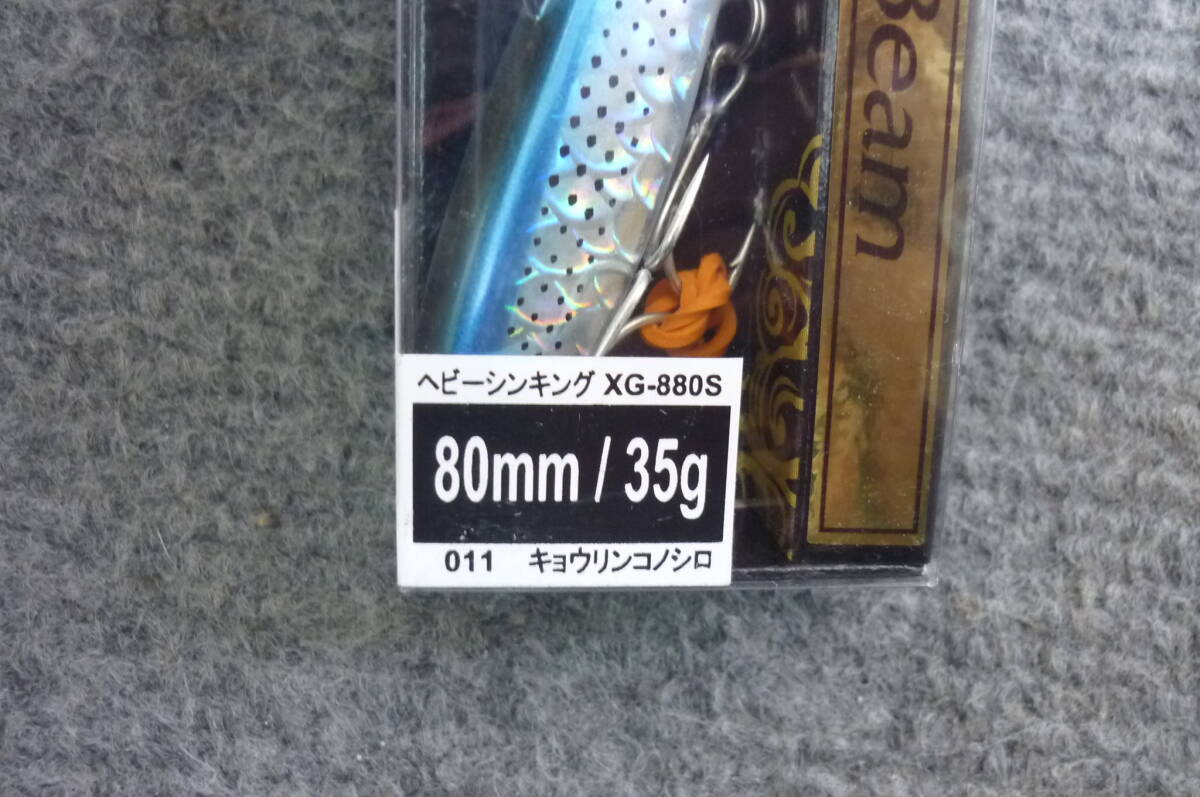 Beam
ヘビーシンキング XG-880S
80mm / 35g
011 キョウリンコノシロ